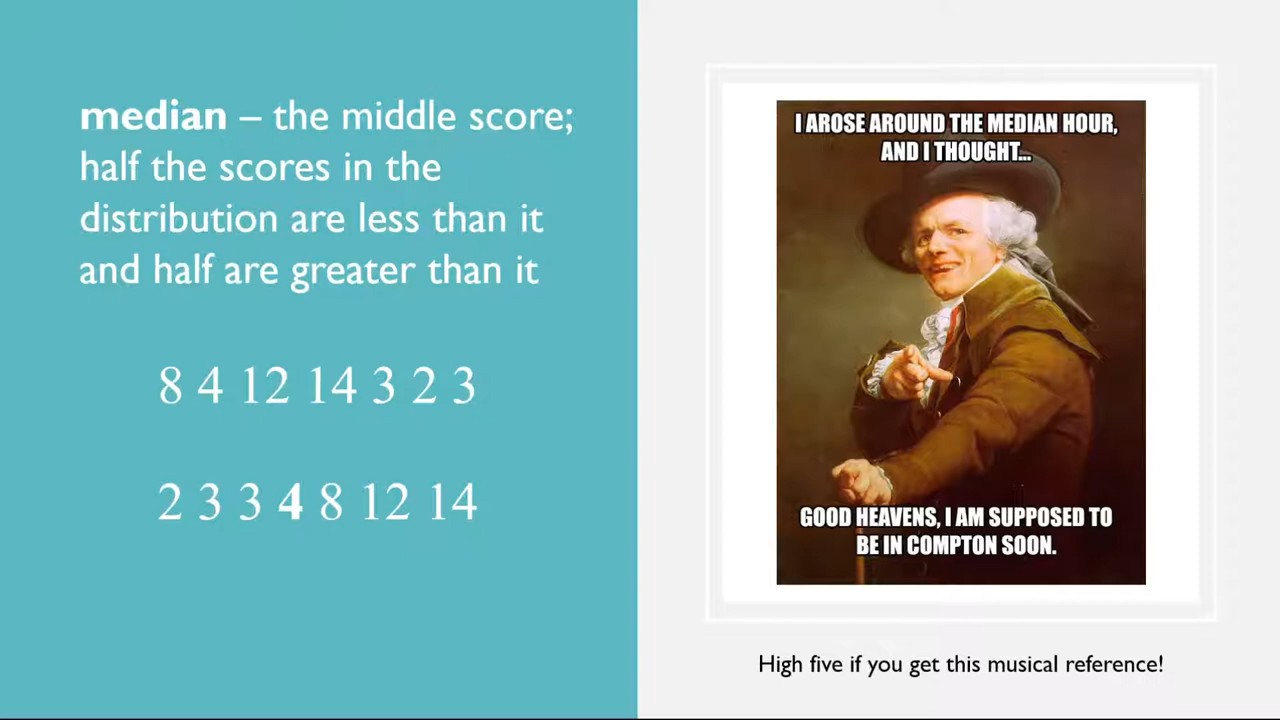 median – the middle score;
half the scores in the
distribution are less than it
and half are greater than it
8 4 12 14 3 2 3
2 3 3 4 8 12 14
I AROSE AROUND THE MEDIAN HOUR,
AND I THOUGHT...
GOOD HEAVENS, I AM SUPPOSED TO
BE IN COMPTON SOON.
High five if you get this musical reference!